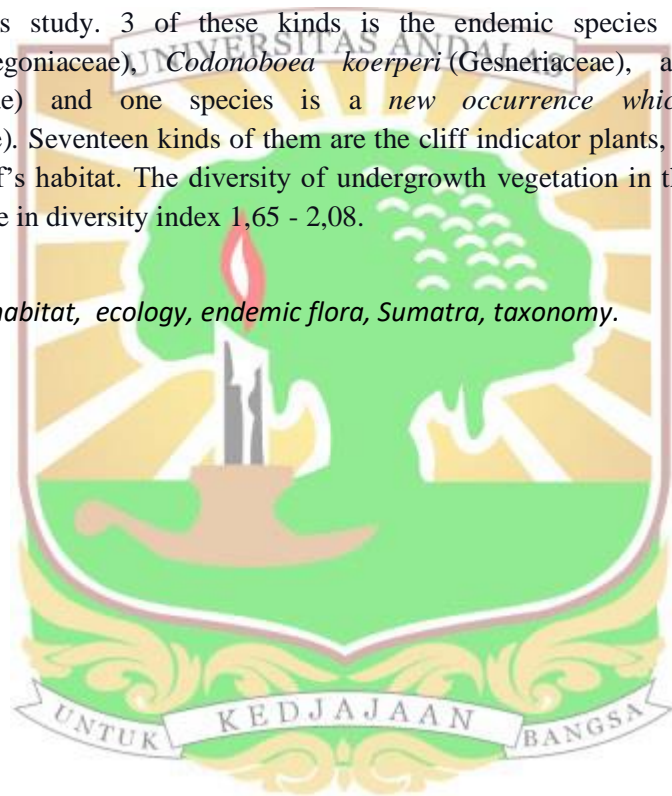 s study. 3 of these kinds is the endemic species
egoniaceae), Codonoboea koerperi (Gesneriaceae), a
e) and one species is a new occurrence whic
e). Seventeen kinds of them are the cliff indicator plants,
f's habitat. The diversity of undergrowth vegetation in t
e in diversity index 1,65 - 2,08.
habitat, ecology, endemic flora, Sumatra, taxonomy.
UNIVERSITAS ANDALAS
UNTUK KEDJAJAAN BANGSA